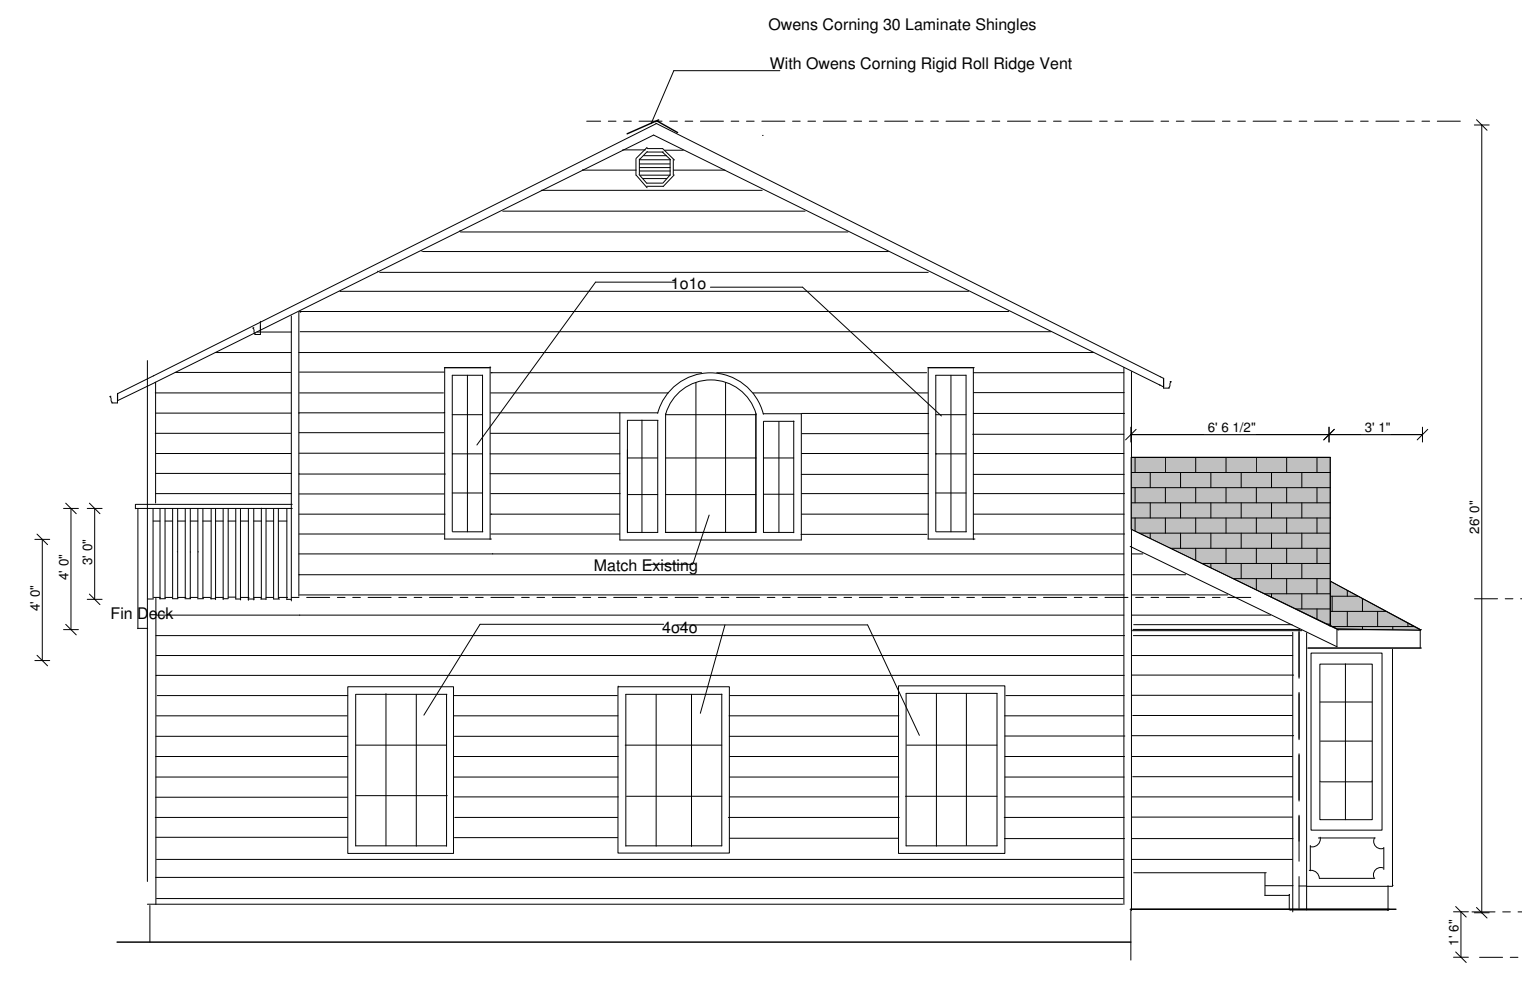 Owens Corning 30 Laminate Shingles
With Owens Corning Rigid Roll Ridge Vent
1o1o
6' 6 1/2"
3' 1"
26' 0"
4' 0"
4' 0"
3' 0"
Match Existing
Fin Deck
4o4o
1' 6"